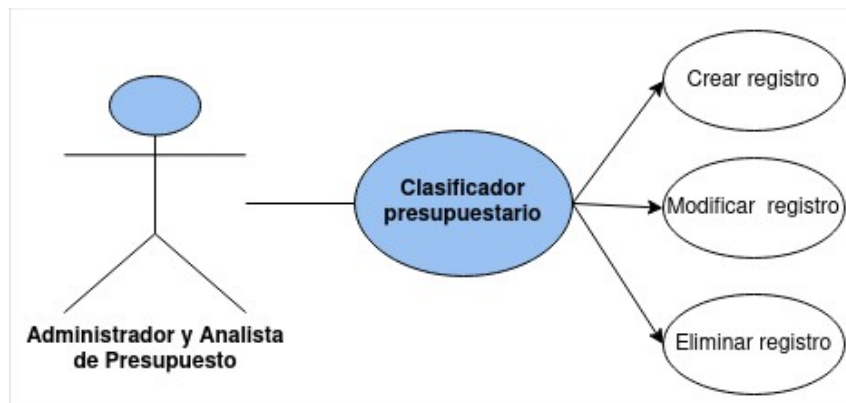 Administrador y Analista
de Presupuesto
Clasificador
presupuestario
Crear registro
Modificar registro
Eliminar registro